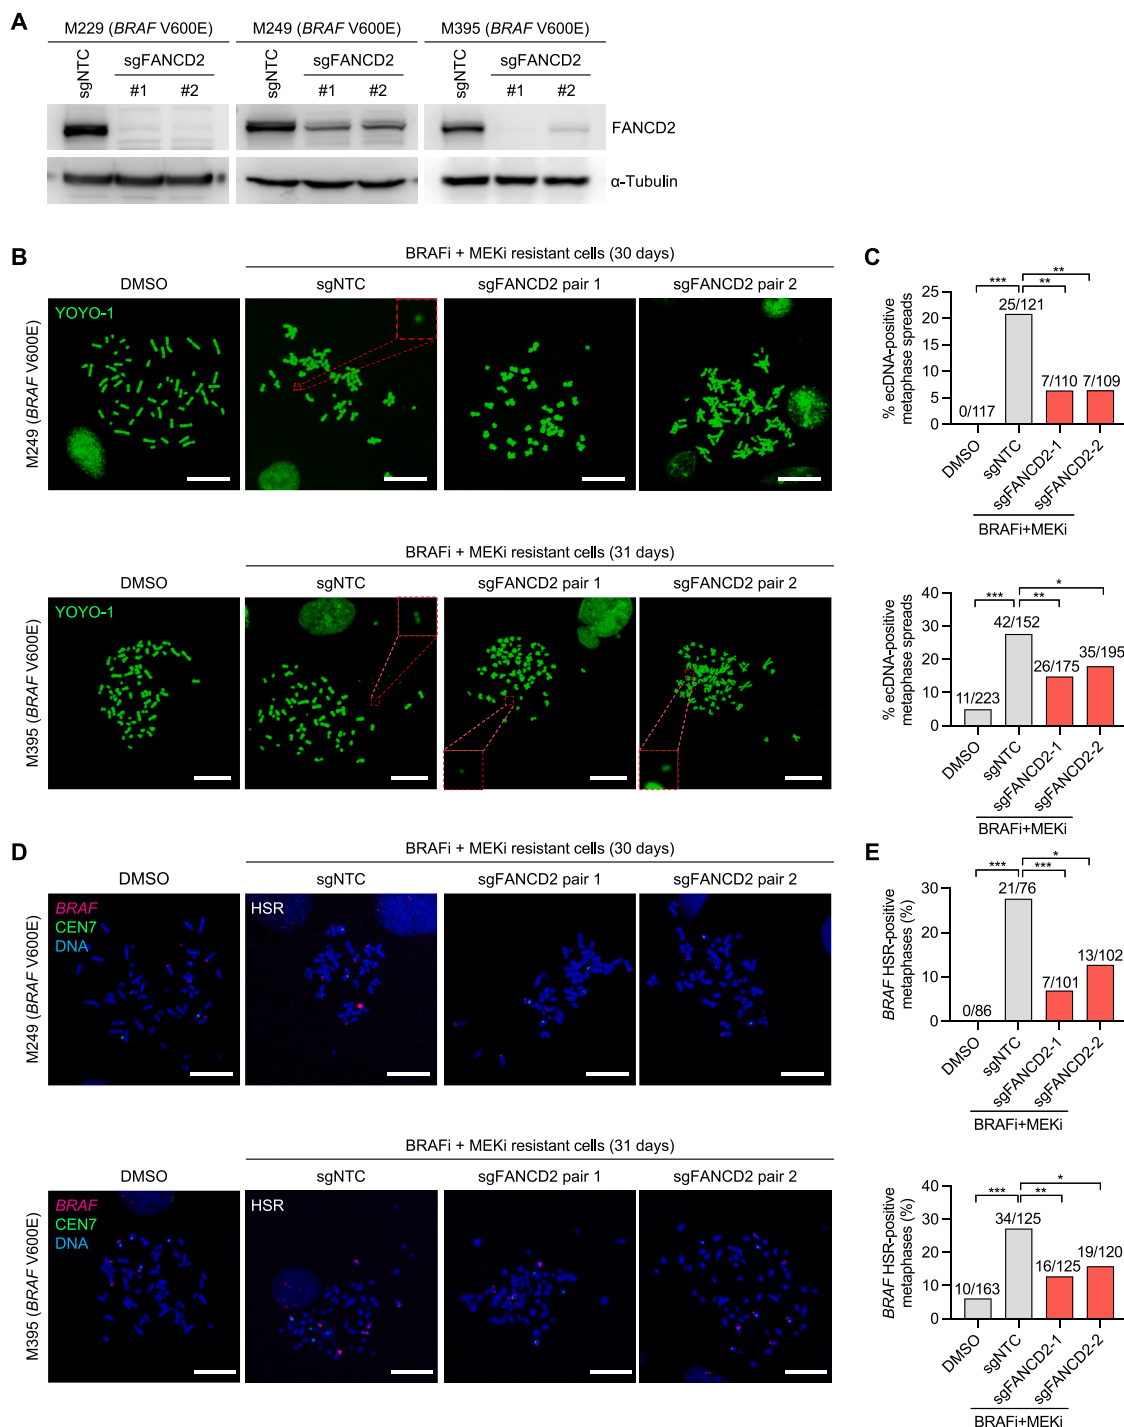 A
M229 (BRAF V600E)
M249 (BRAF V600E)
M395 (BRAF V600E)
sgNTC
sgFANCD2
#1
#2
sgNTC
sgFANCD2
#1
#2
sgNTC
sgFANCD2
#1
#2
FANCD2
α-Tubulin
B
BRAFi + MEKi resistant cells (30 days)
DMSO
sgNTC
sgFANCD2 pair 1
sgFANCD2 pair 2
YOYO-1
M249 (BRAF V600E)
BRAFi + MEKi resistant cells (31 days)
DMSO
sgNTC
sgFANCD2 pair 1
sgFANCD2 pair 2
YOYO-1
M395 (BRAF V600E)
C
% ecDNA-positive
metaphase spreads
25
20
15
10
5
0
***
**
**
0/117
25/121
7/110
7/109
DMSO
sgNTC
sgFANCD2-1
sgFANCD2-2
BRAFi+MEKi
% ecDNA-positive
metaphase spreads
40
30
20
10
0
***
**
*
11/223
42/152
26/175
35/195
DMSO
sgNTC
sgFANCD2-1
sgFANCD2-2
BRAFi+MEKi
D
BRAFi + MEKi resistant cells (30 days)
DMSO
sgNTC
sgFANCD2 pair 1
sgFANCD2 pair 2
BRAF
CEN7
DNA
HSR
M249 (BRAF V600E)
BRAFi + MEKi resistant cells (31 days)
DMSO
sgNTC
sgFANCD2 pair 1
sgFANCD2 pair 2
BRAF
CEN7
DNA
HSR
M395 (BRAF V600E)
E
BRAF HSR-positive
metaphases (%)
30
20
10
0
***
***
*
0/86
21/76
7/101
13/102
DMSO
sgNTC
sgFANCD2-1
sgFANCD2-2
BRAFi+MEKi
BRAF HSR-positive
metaphases (%)
40
30
20
10
0
***
**
*
10/163
34/125
16/125
19/120
DMSO
sgNTC
sgFANCD2-1
sgFANCD2-2
BRAFi+MEKi